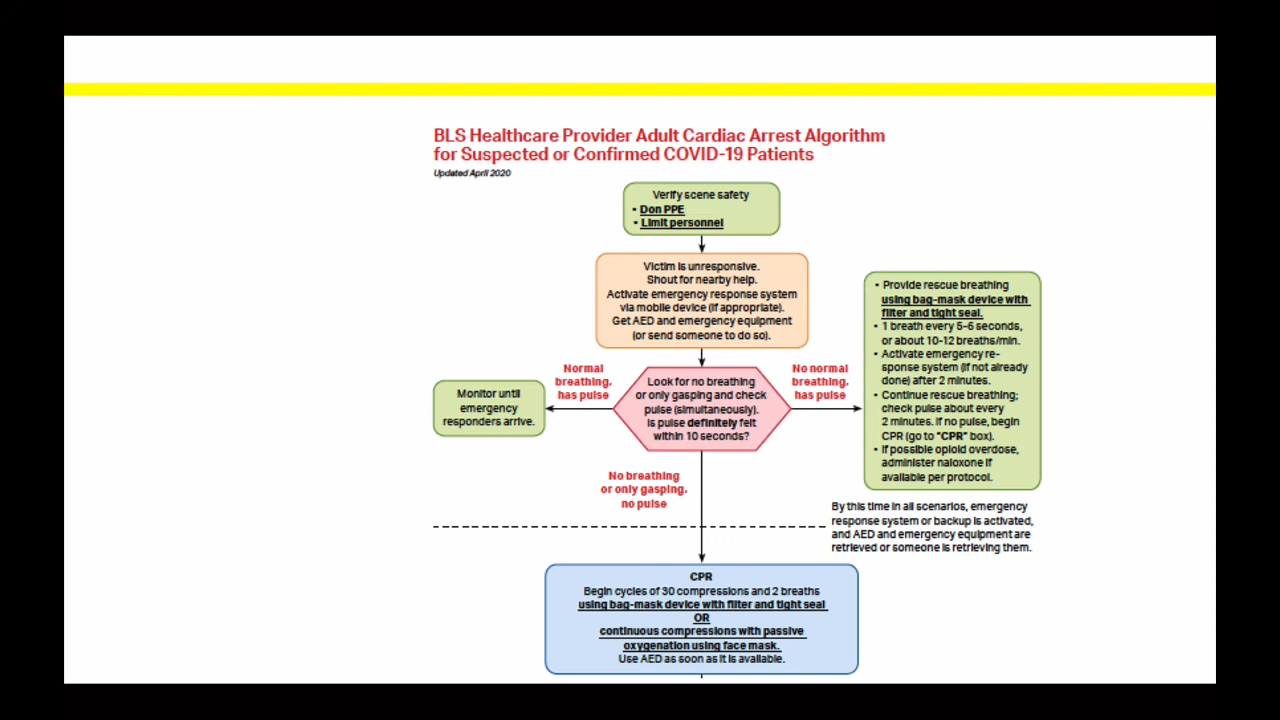 BLS Healthcare Provider Adult Cardiac Arrest Algorithm
for Suspected or Confirmed COVID-19 Patients
Updated April 2020
Verify scene safety
• Don PPE
• Limit personnel
Victim is unresponsive.
Shout for nearby help.
Activate emergency response system
via mobile device (if appropriate).
Get AED and emergency equipment
(or send someone to do so).
Normal
breathing,
has pulse
Look for no breathing
or only gasping and check
pulse (simultaneously).
Is pulse definitely felt
within 10 seconds?
No normal
breathing,
has pulse
Monitor until
emergency
responders arrive.
• Provide rescue breathing
using bag-mask device with
filter and tight seal.
• 1 breath every 5-6 seconds,
or about 10-12 breaths/min.
• Activate emergency re-
sponse system (if not already
done) after 2 minutes.
• Continue rescue breathing;
check pulse about every
2 minutes. If no pulse, begin
CPR (go to "CPR" box).
• If possible opioid overdose,
administer naloxone if
available per protocol.
No breathing
or only gasping,
no pulse
By this time in all scenarios, emergency
response system or backup is activated,
and AED and emergency equipment are
retrieved or someone is retrieving them.
CPR
Begin cycles of 30 compressions and 2 breaths
using bag-mask device with filter and tight seal
OR
continuous compressions with passive
oxygenation using face mask.
Use AED as soon as it is available.